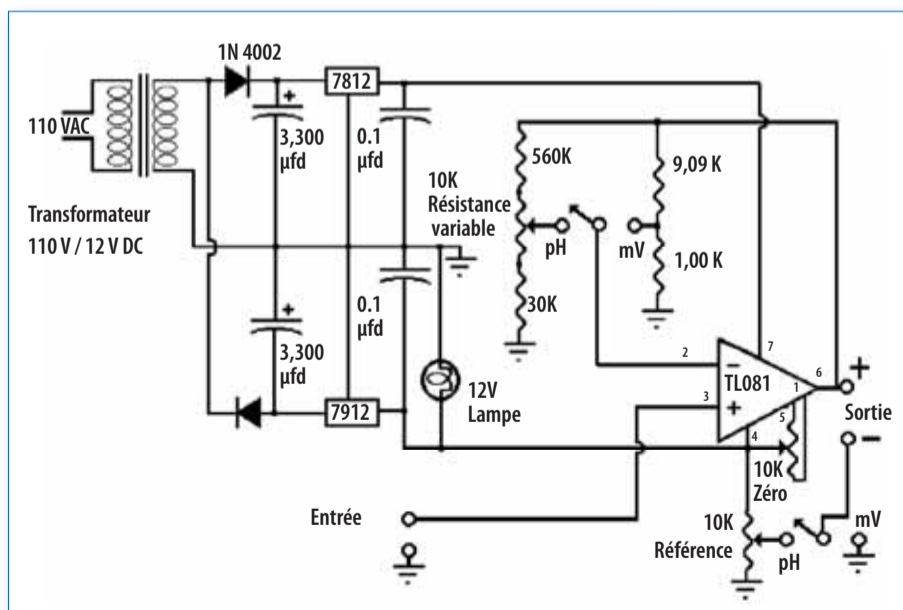 1N 4002
7812
110 VAC
3,300
µfd
0.1
µfd
560K
9,09 K
10K
Résistance
variable
pH
mV
1,00 K
30K
Transformateur
110 V / 12 V DC
3,300
µfd
0.1
µfd
12V
Lampe
7912
2
3
7
6
TL081
1
5
4
+
Sortie
−
10K
Zéro
Entrée
10K
Référence
pH
mV